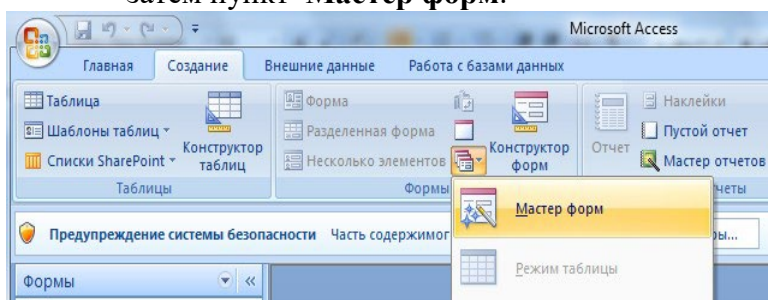 затем пункт Мастер форм.
Microsoft Access
Главная Создание Внешние данные Работа с базами данных
Таблица
Шаблоны таблиц
Списки SharePoint
Конструктор таблиц
Таблицы
Форма
Разделенная форма
Несколько элементов
Конструктор форм
Формы
Отчет
Наклейки
Пустой отчет
Мастер отчетов
Мастер форм
Режим таблицы
Предупреждение системы безопасности Часть содержимог
Формы